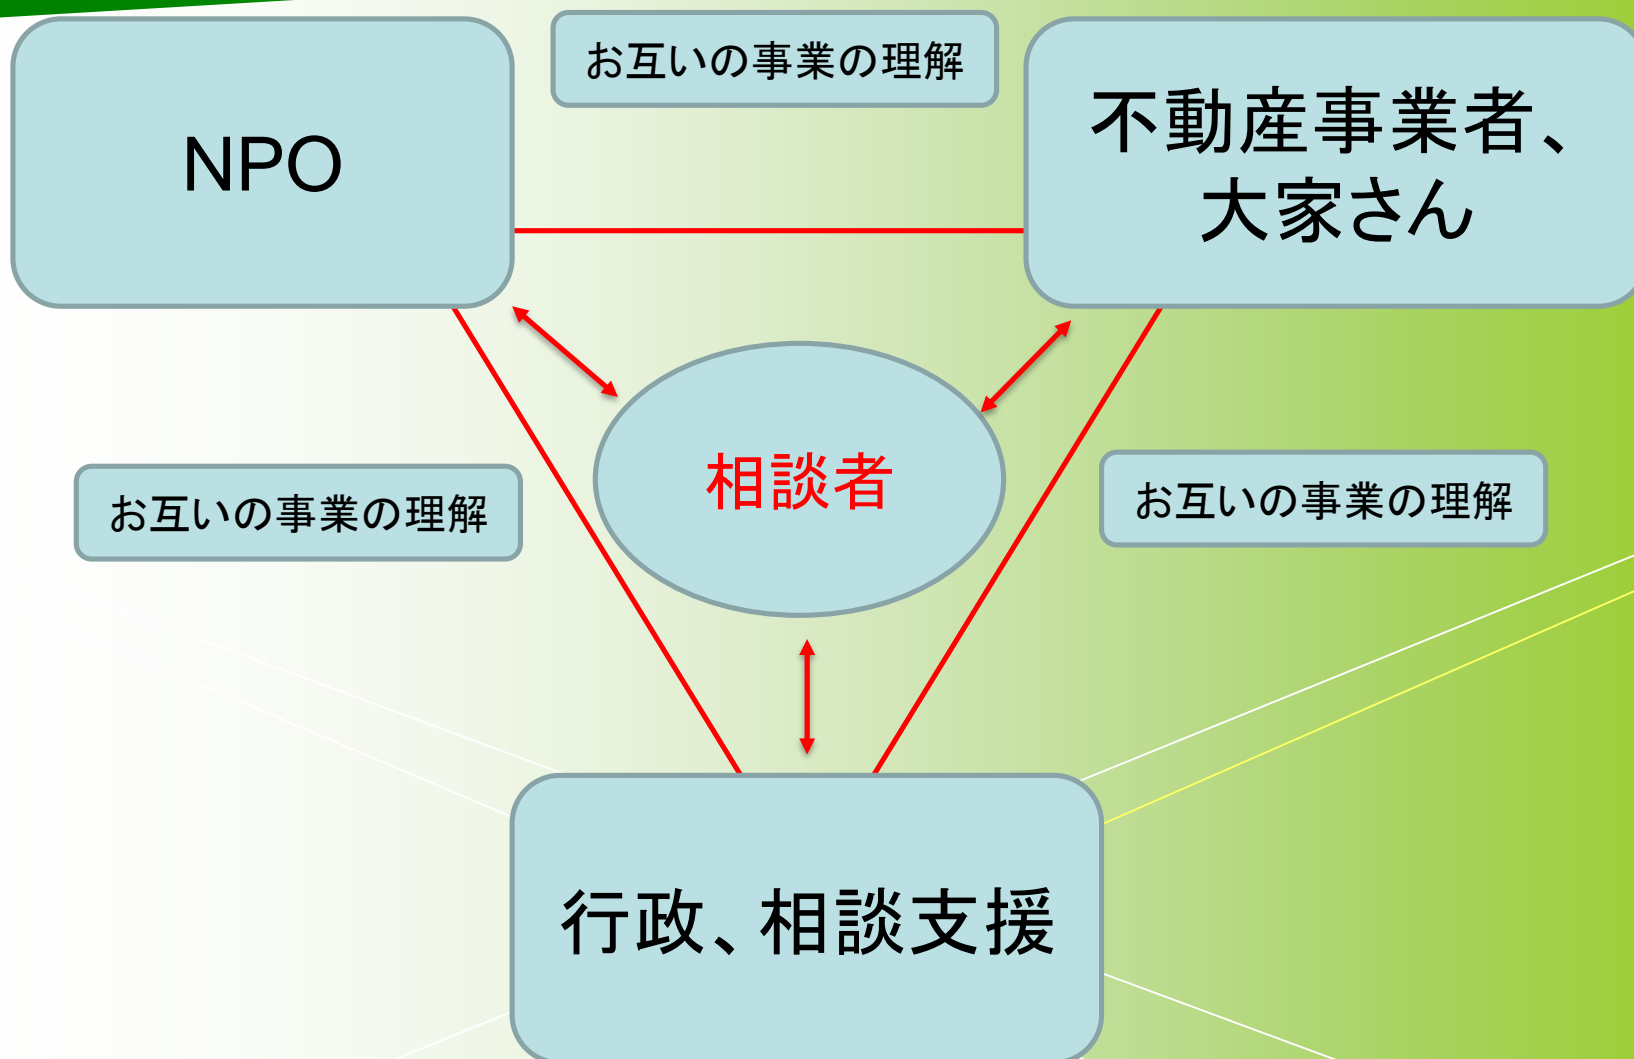 お互いの事業の理解
NPO
不動産事業者、
大家さん
相談者
お互いの事業の理解
お互いの事業の理解
行政、相談支援